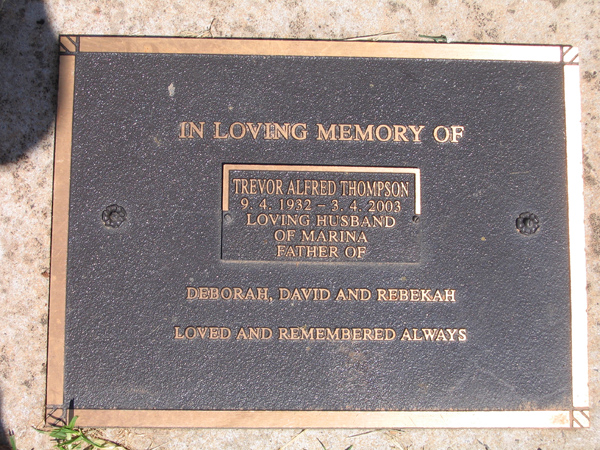 IN LOVING MEMORY OF
TREVOR ALFRED THOMPSON
9. 4. 1932 – 3. 4. 2003
LOVING HUSBAND
OF MARINA
FATHER OF
DEBORAH, DAVID AND REBEKAH
LOVED AND REMEMBERED ALWAYS